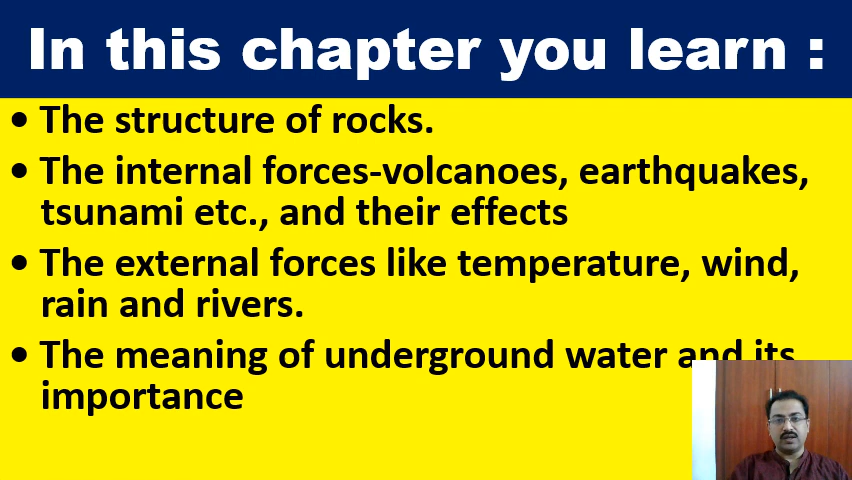 In this chapter you learn :
• The structure of rocks.
• The internal forces-volcanoes, earthquakes,
tsunami etc., and their effects
• The external forces like temperature, wind,
rain and rivers.
• The meaning of underground water and its
importance